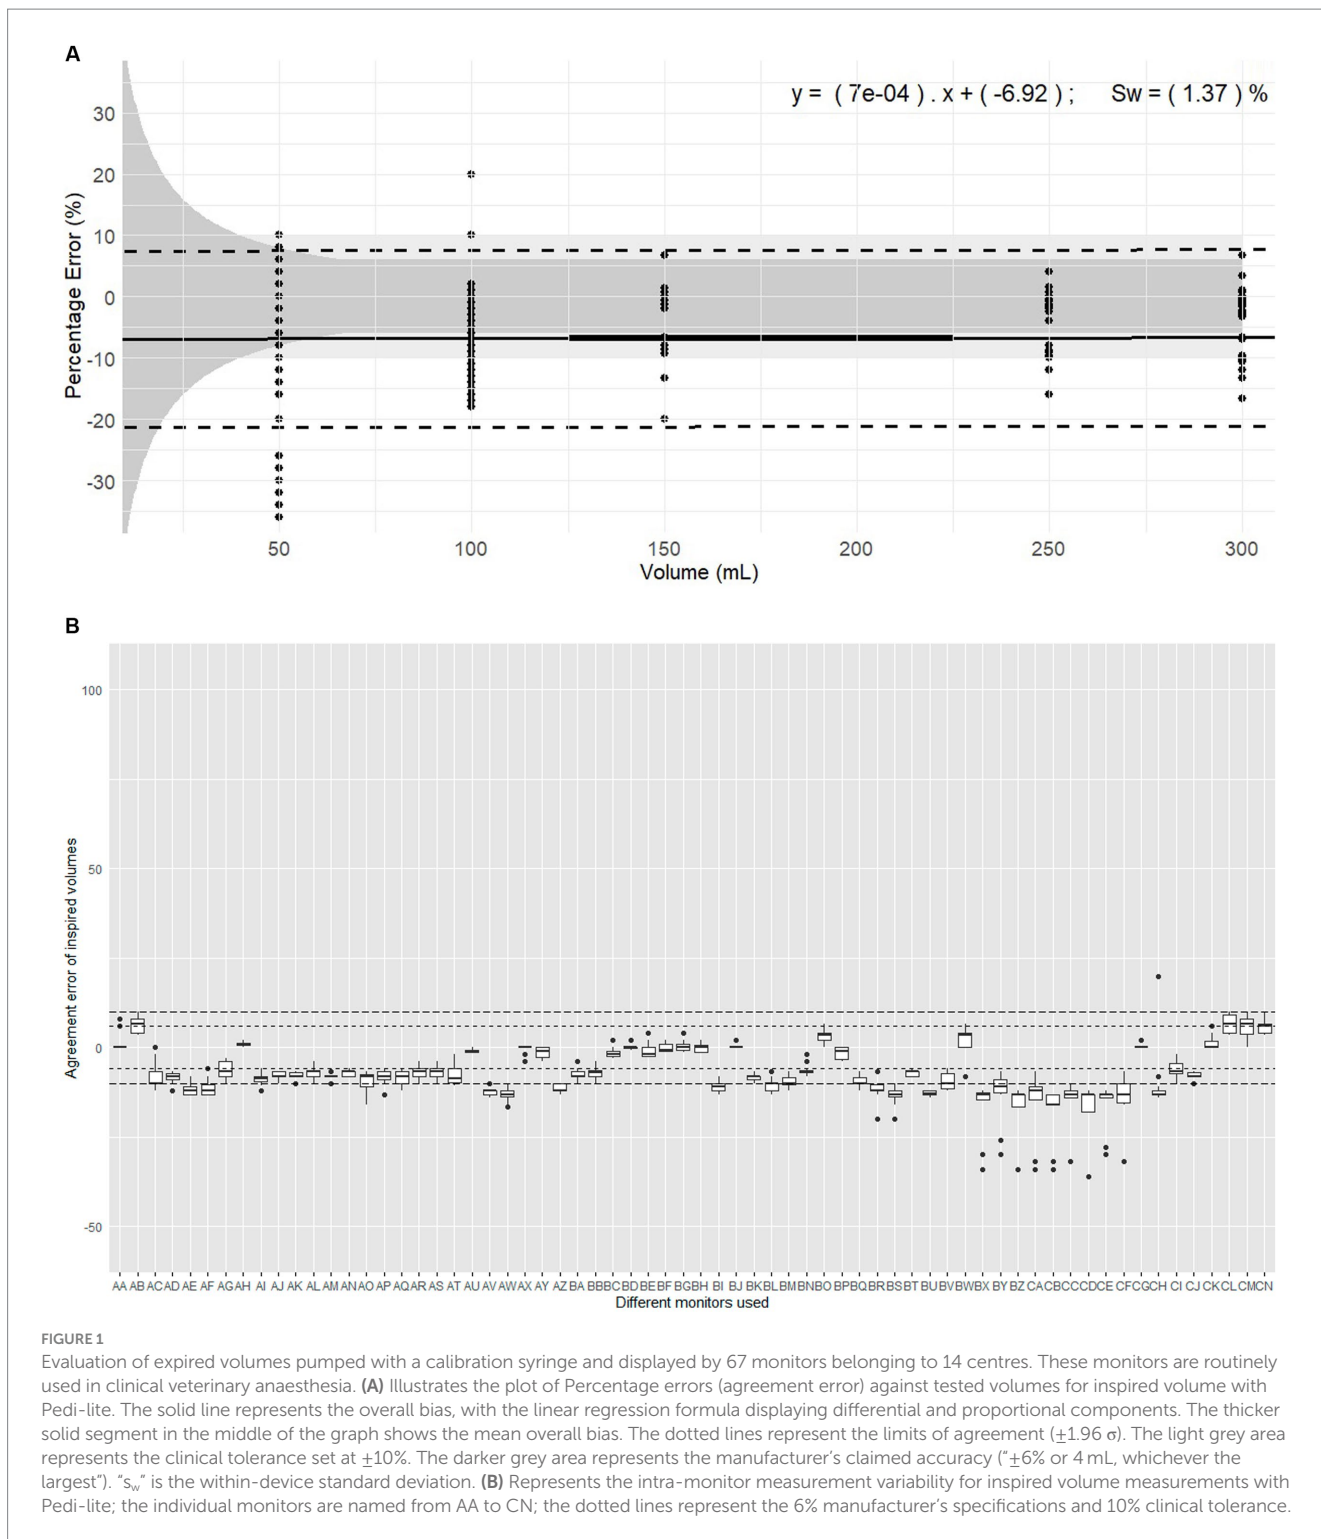 A
y = ( 7e-04 ) . x + ( -6.92 ) ; Sw = ( 1.37 ) %
Percentage Error (%)
30
20
10
0
-10
-20
-30
50 100 150 200 250 300
Volume (mL)
B
Agreement error of inspired volumes
100
50
0
-50
AA AB AC AD AE AF AG AH AI AJ AK AL AM AN AO AP AQ AR AS AT AU AV AW AX AY AZ BA BB BC BD BE BF BG BH BI BJ BK BL BM BN BO BP BQ BR BS BT BU BV BW BX BY BZ CA CB CC CD CE CF CG CH CI CJ CK CL CM CN
Different monitors used
FIGURE 1
Evaluation of expired volumes pumped with a calibration syringe and displayed by 67 monitors belonging to 14 centres. These monitors are routinely
used in clinical veterinary anaesthesia. (A) Illustrates the plot of Percentage errors (agreement error) against tested volumes for inspired volume with
Pedi-lite. The solid line represents the overall bias, with the linear regression formula displaying differential and proportional components. The thicker
solid segment in the middle of the graph shows the mean overall bias. The dotted lines represent the limits of agreement (±1.96 σ). The light grey area
represents the clinical tolerance set at ±10%. The darker grey area represents the manufacturer's claimed accuracy ("±6% or 4 mL, whichever the
largest"). "sw" is the within-device standard deviation. (B) Represents the intra-monitor measurement variability for inspired volume measurements with
Pedi-lite; the individual monitors are named from AA to CN; the dotted lines represent the 6% manufacturer's specifications and 10% clinical tolerance.